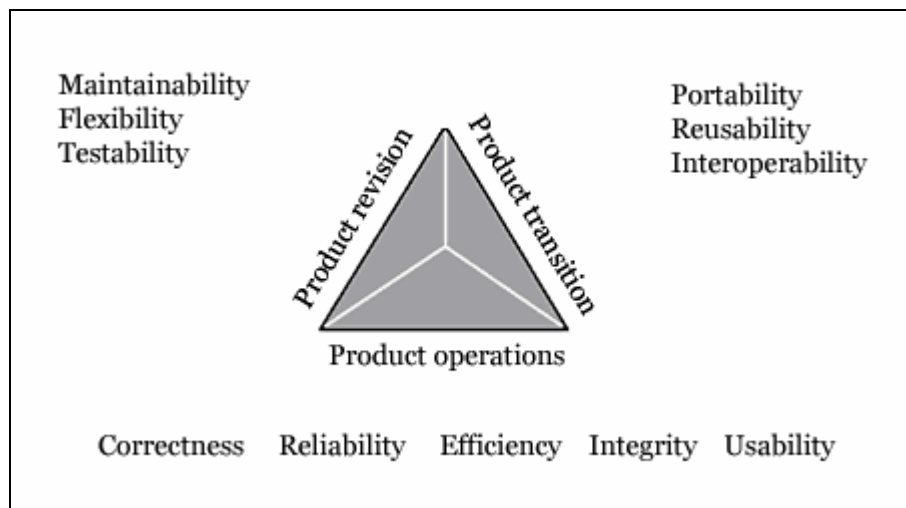 Maintainability
Flexibility
Testability
Portability
Reusability
Interoperability
Product revision
Product transition
Product operations
Correctness Reliability Efficiency Integrity Usability